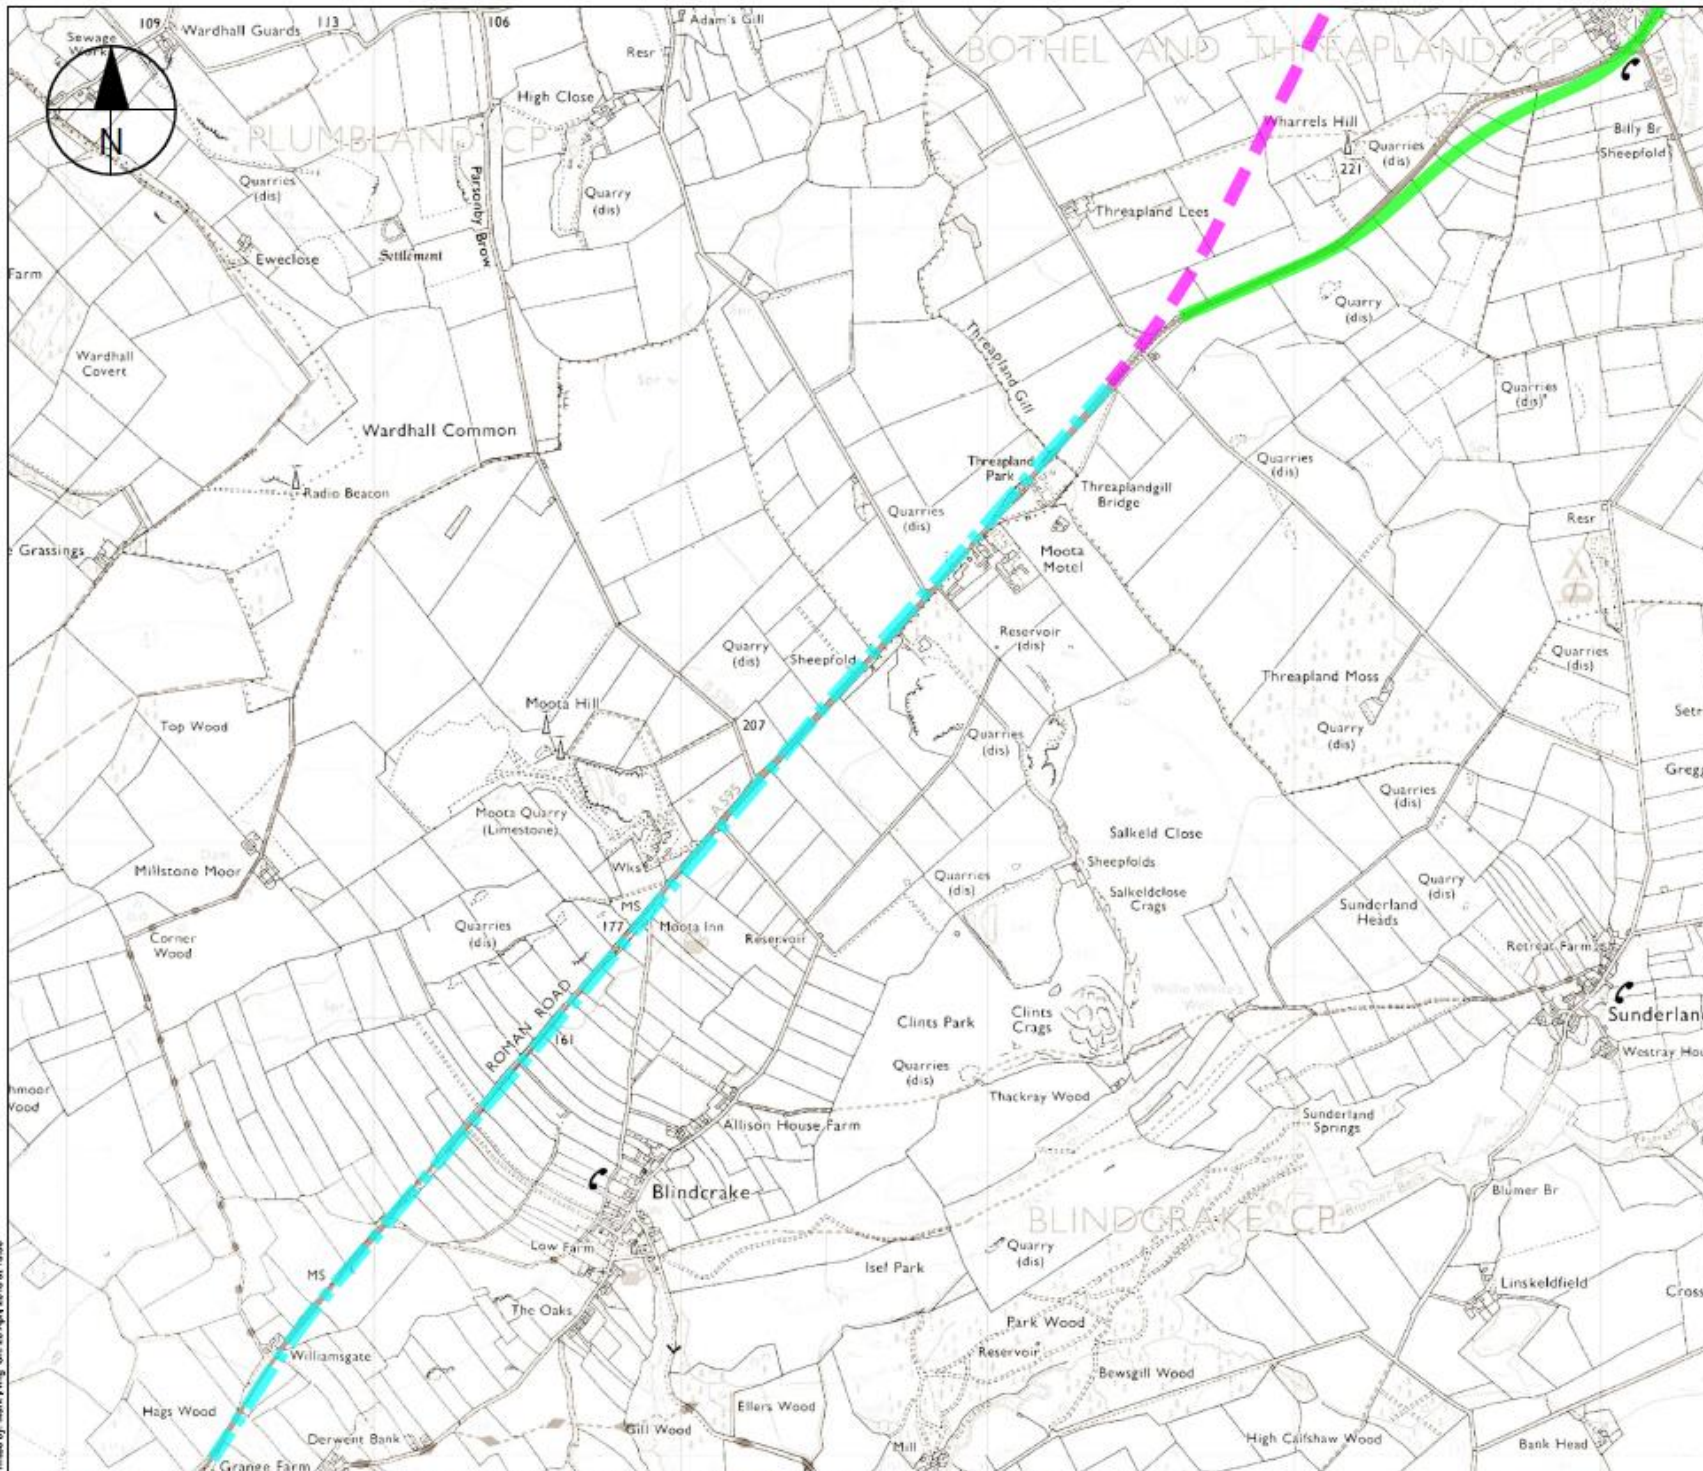 109
113
106
Adam's Gill
Sewage
Wardhall Guards
Resr
BOTHEL AND THREAPLAND CP
N
High Close
Wharrels Hill
PLUMBLAND CP
Quarries
(dis)
221
Billy Br
Sheepfold
Quarries
(dis)
Parsonby Brow
Quarry
(dis)
Threapland Lees
Eweclose
Settlement
Farm
Quarry
(dis)
Threapland Gill
Wardhall
Covert
Quarries
(dis)
Wardhall Common
Threapland
Park
Quarries
(dis)
Radio Beacon
Threaplandgill
Bridge
Quarries
(dis)
Resr
Grassings
Moota
Motel
Quarry
(dis)
Sheepfold
Reservoir
(dis)
Quarries
(dis)
Threapland Moss
Moota Hill
Top Wood
207
Quarries
(dis)
Quarry
(dis)
A 595
Quarries
(dis)
Moota Quarry
(Limestone)
Salkeld Close
Millstone Moor
Wks
Sheepfolds
Quarries
(dis)
Salkeldclose
Crags
Quarry
(dis)
MS
Sunderland
Heads
177
Moota Inn
Quarries
(dis)
Corner
Wood
Reservoir
Retreat Farm
ROMAN ROAD
161
Clints Park
Clints
Crags
Quarries
(dis)
Thackray Wood
Sunderland
Springs
Allison House Farm
Blindcrake
Blumer Br
BLINDCRAKE CP
Low Farm
Quarry
(dis)
Isel Park
MS
Linskeldfield
The Oaks
Park Wood
Williamsgate
Reservoir
Bewsgill Wood
Hags Wood
Ellers Wood
Gill Wood
Derwent Bank
Mill
High Calfshaw Wood
Bank Head
Grange Farm